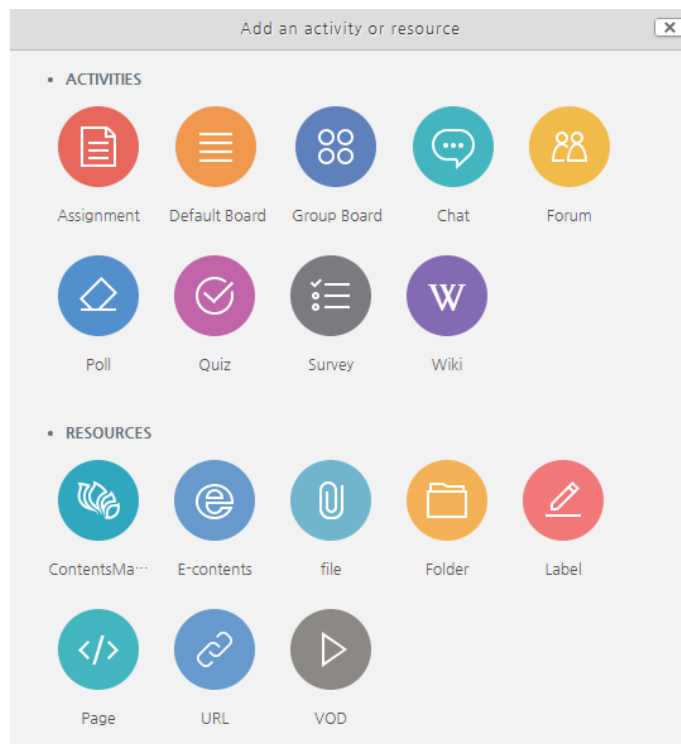 Add an activity or resource
• ACTIVITIES
Assignment Default Board Group Board Chat Forum
Poll Quiz Survey Wiki
• RESOURCES
ContentsMa··· E-contents file Folder Label
Page URL VOD